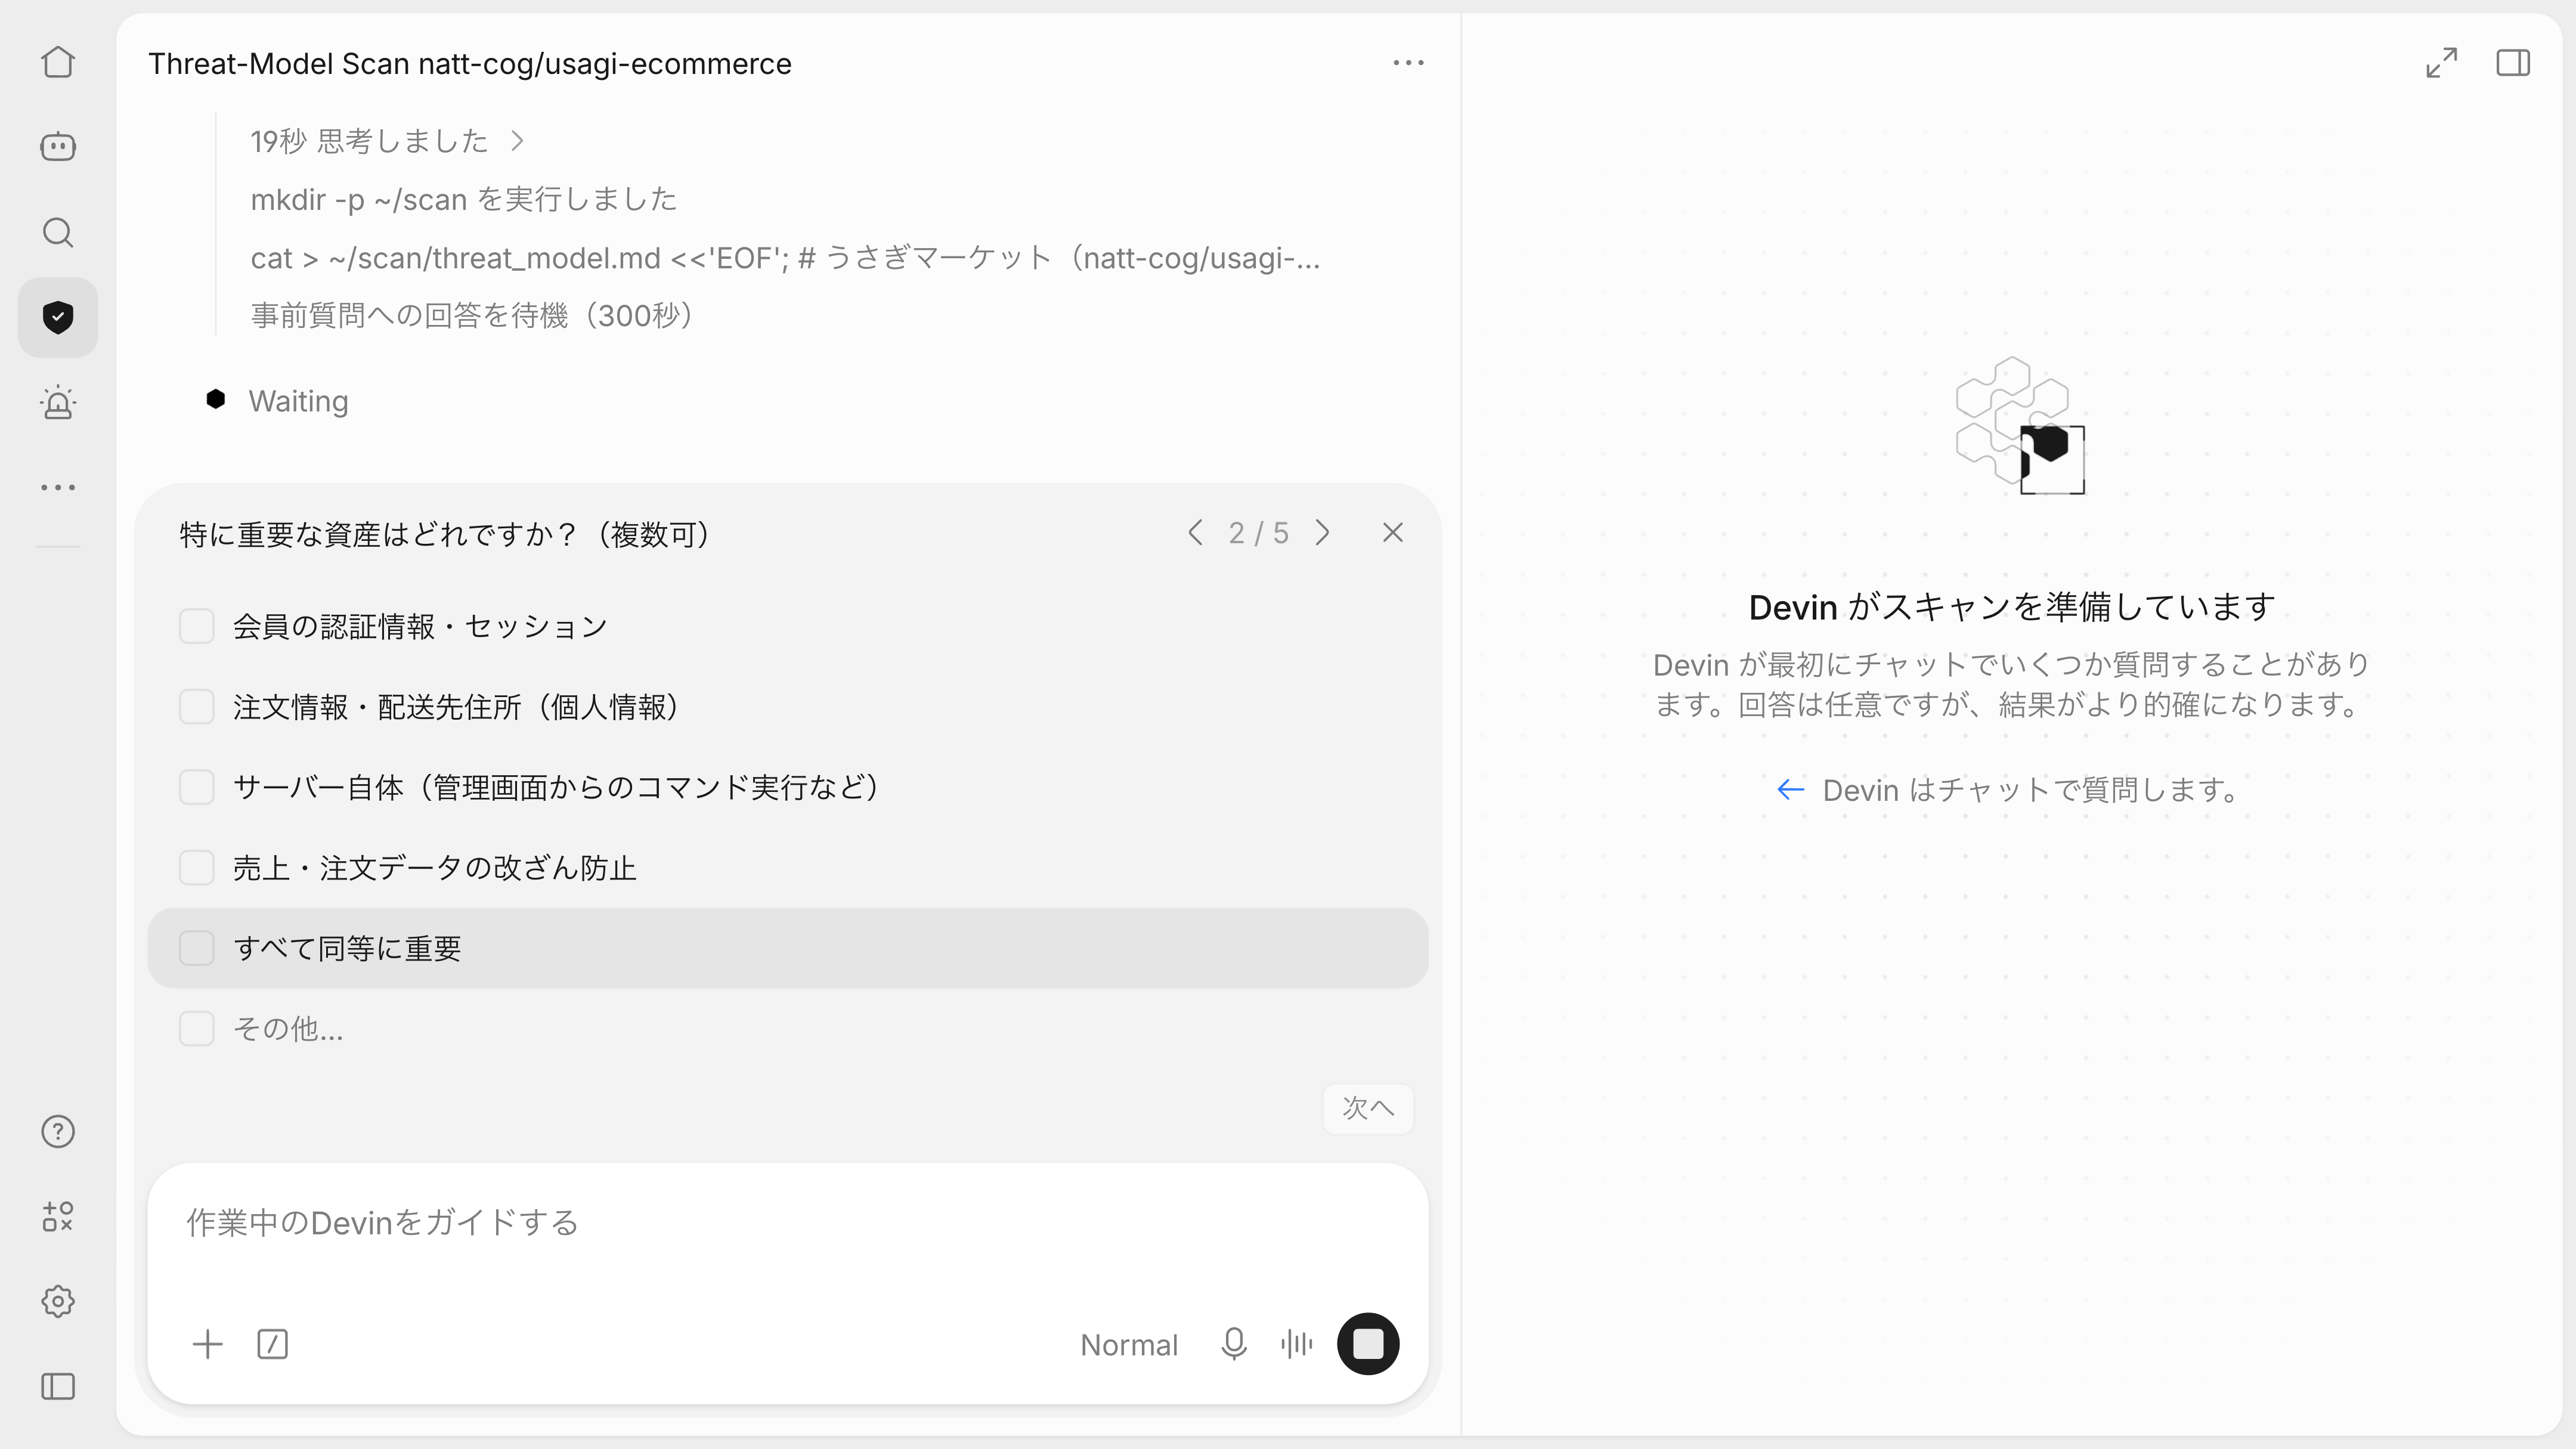 Threat-Model Scan natt-cog/usagi-ecommerce
19秒 思考しました
mkdir -p ~/scan を実行しました
cat > ~/scan/threat_model.md <<'EOF'; # うさぎマーケット（natt-cog/usagi-...
事前質問への回答を待機（300秒）
Waiting
特に重要な資産はどれですか？（複数可）
2 / 5
会員の認証情報・セッション
注文情報・配送先住所（個人情報）
サーバー自体（管理画面からのコマンド実行など）
売上・注文データの改ざん防止
すべて同等に重要
その他...
次へ
作業中のDevinをガイドする
Normal
Devin がスキャンを準備しています
Devin が最初にチャットでいくつか質問することがあり
ます。回答は任意ですが、結果がより的確になります。
Devin はチャットで質問します。